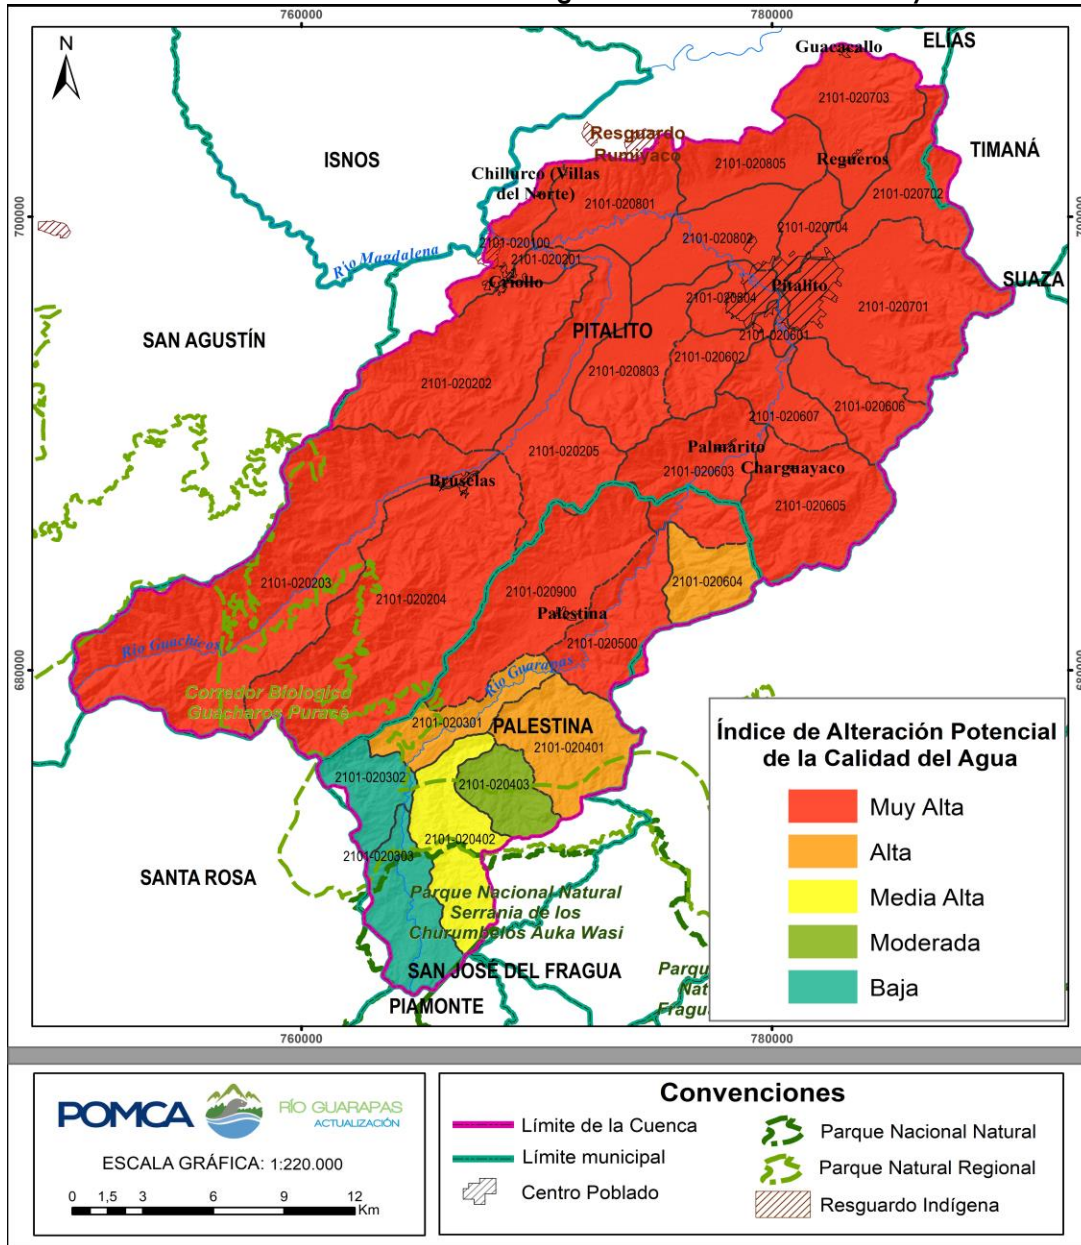 760000
780000
N
Guacacallo
ELÍAS
2101-020703
Resguardo
Rumiyaco
ISNOS
TIMANÁ
2101-020805
Regueros
Chillurco (Villas
del Norte)
2101-020801
2101-020702
700000
2101-020704
2101-020100
2101-020802
Río Magdalena
2101-020201
Criollo
SUAZA
Pitalito
2101-020804
2101-020701
PITALITO
2101-020601
SAN AGUSTÍN
2101-020602
2101-020803
2101-020202
2101-020606
2101-020607
2101-020205
Palmarito
Charguayaco
2101-020603
Bruselas
2101-020605
2101-020203
2101-020604
2101-020900
2101-020204
Palestina
2101-020500
Río Guachicos
Río Guarapas
680000
680000
Corredor Biologico
Guacharos Puracé
2101-020301
PALESTINA
2101-020401
2101-020302
2101-020403
2101-020402
2101-020303
SANTA ROSA
Parque Nacional Natural
Serrania de los
Churumbelos Auka Wasi
SAN JOSÉ DEL FRAGUA
PIAMONTE
Índice de Alteración Potencial
de la Calidad del Agua
Muy Alta
Alta
Media Alta
Moderada
Baja
760000
780000
POMCA
RÍO GUARAPAS
ACTUALIZACIÓN
ESCALA GRÁFICA: 1:220.000
0 1,5 3 6 9 12
Km
Convenciones
Límite de la Cuenca
Límite municipal
Centro Poblado
Parque Nacional Natural
Parque Natural Regional
Resguardo Indígena